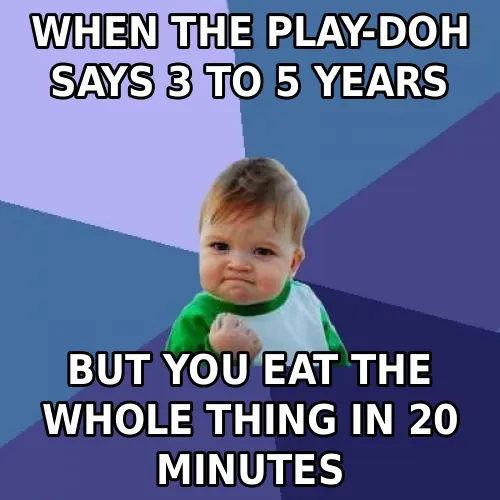 WHEN THE PLAY-DOH
SAYS 3 TO 5 YEARS
BUT YOU EAT THE
WHOLE THING IN 20
MINUTES